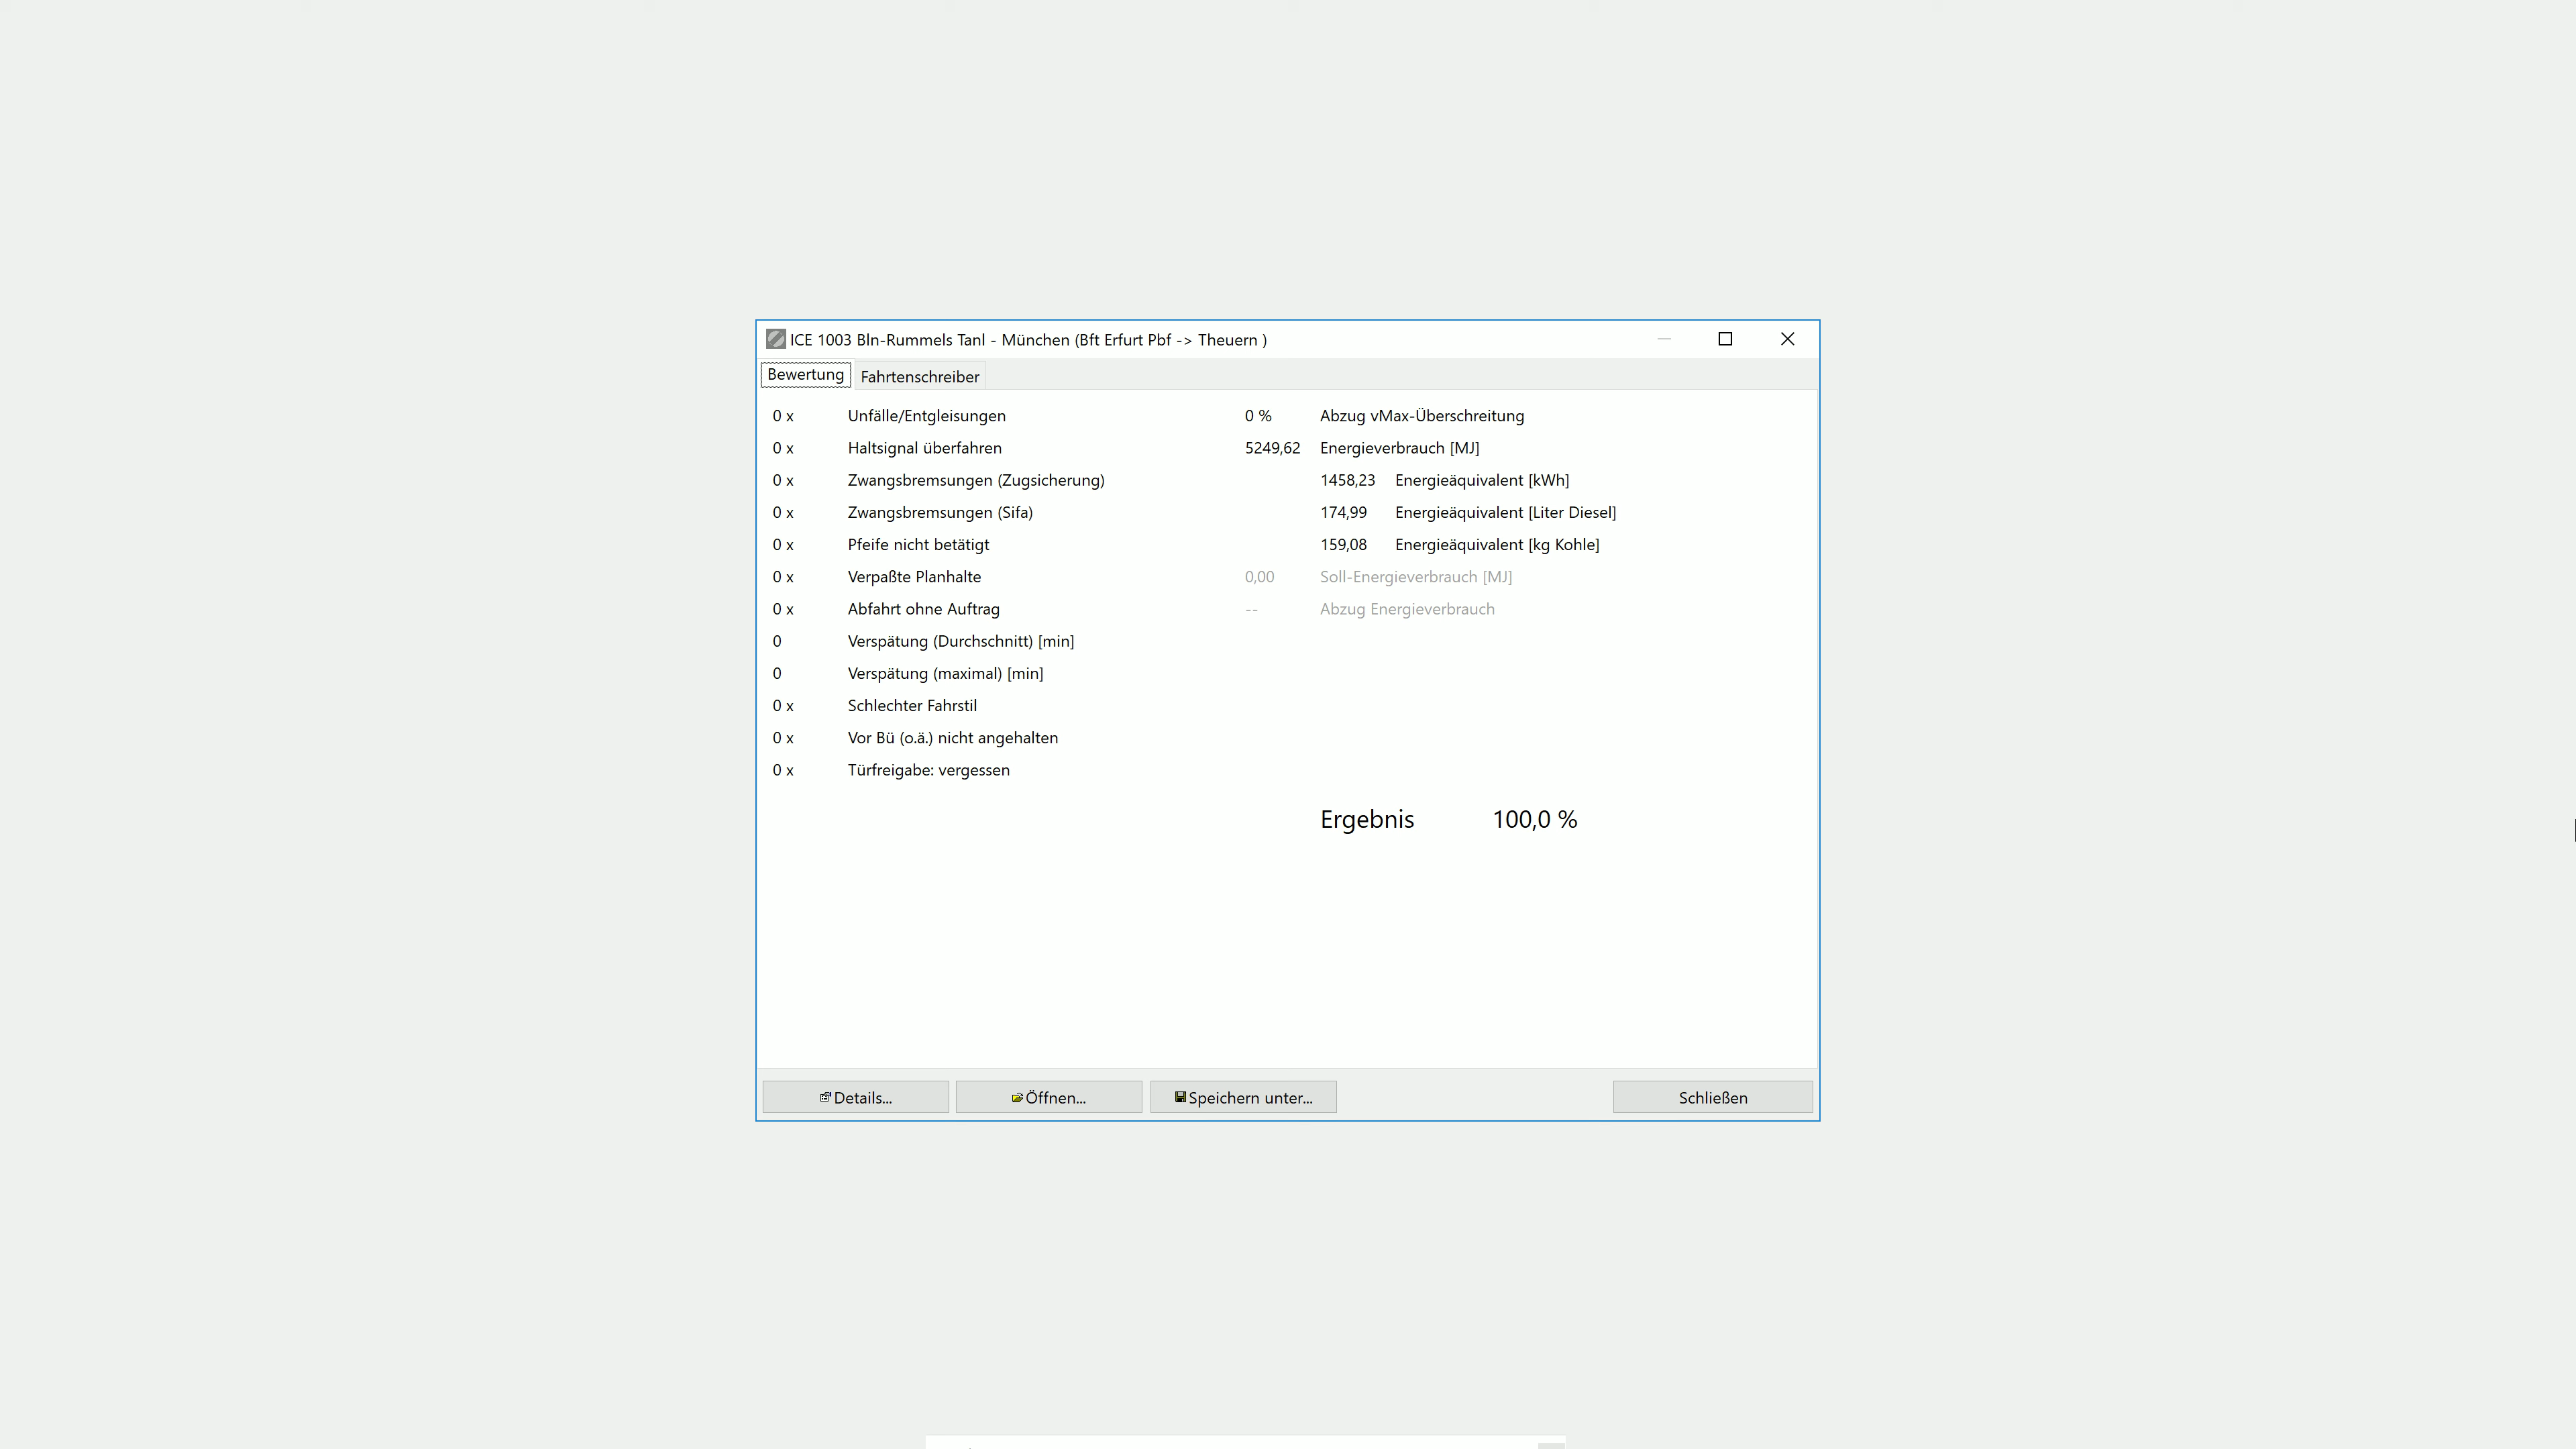 ICE 1003 Bln-Rummels Tanl - München (Bft Erfurt Pbf -> Theuern )
Bewertung Fahrtenschreiber
0 x Unfälle/Entgleisungen 0 % Abzug vMax-Überschreitung
0 x Haltsignal überfahren 5249,62 Energieverbrauch [MJ]
0 x Zwangsbremsungen (Zugsicherung) 1458,23 Energieäquivalent [kWh]
0 x Zwangsbremsungen (Sifa) 174,99 Energieäquivalent [Liter Diesel]
0 x Pfeife nicht betätigt 159,08 Energieäquivalent [kg Kohle]
0 x Verpaßte Planhalte 0,00 Soll-Energieverbrauch [MJ]
0 x Abfahrt ohne Auftrag -- Abzug Energieverbrauch
0 Verspätung (Durchschnitt) [min]
0 Verspätung (maximal) [min]
0 x Schlechter Fahrstil
0 x Vor Bü (o.ä.) nicht angehalten
0 x Türfreigabe: vergessen
Ergebnis 100,0 %
Details... Öffnen... Speichern unter... Schließen